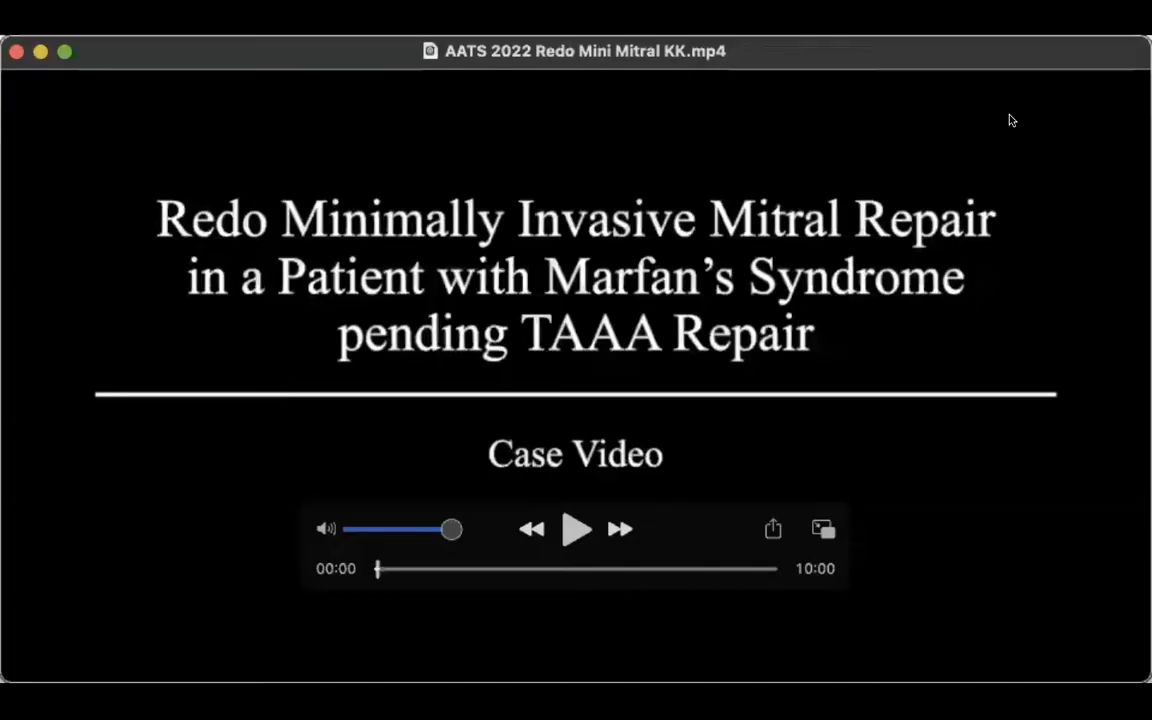 AATS 2022 Redo Mini Mitral KK.mp4
Redo Minimally Invasive Mitral Repair
in a Patient with Marfan’s Syndrome
pending TAAA Repair
Case Video
00:00
10:00